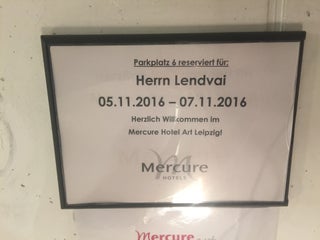 Parkplatz 6 reserviert für:
Herrn Lendvai
05.11.2016 – 07.11.2016
Herzlich Willkommen im
Mercure Hotel Art Leipzig!
Mercure
HOTELS
Mercure